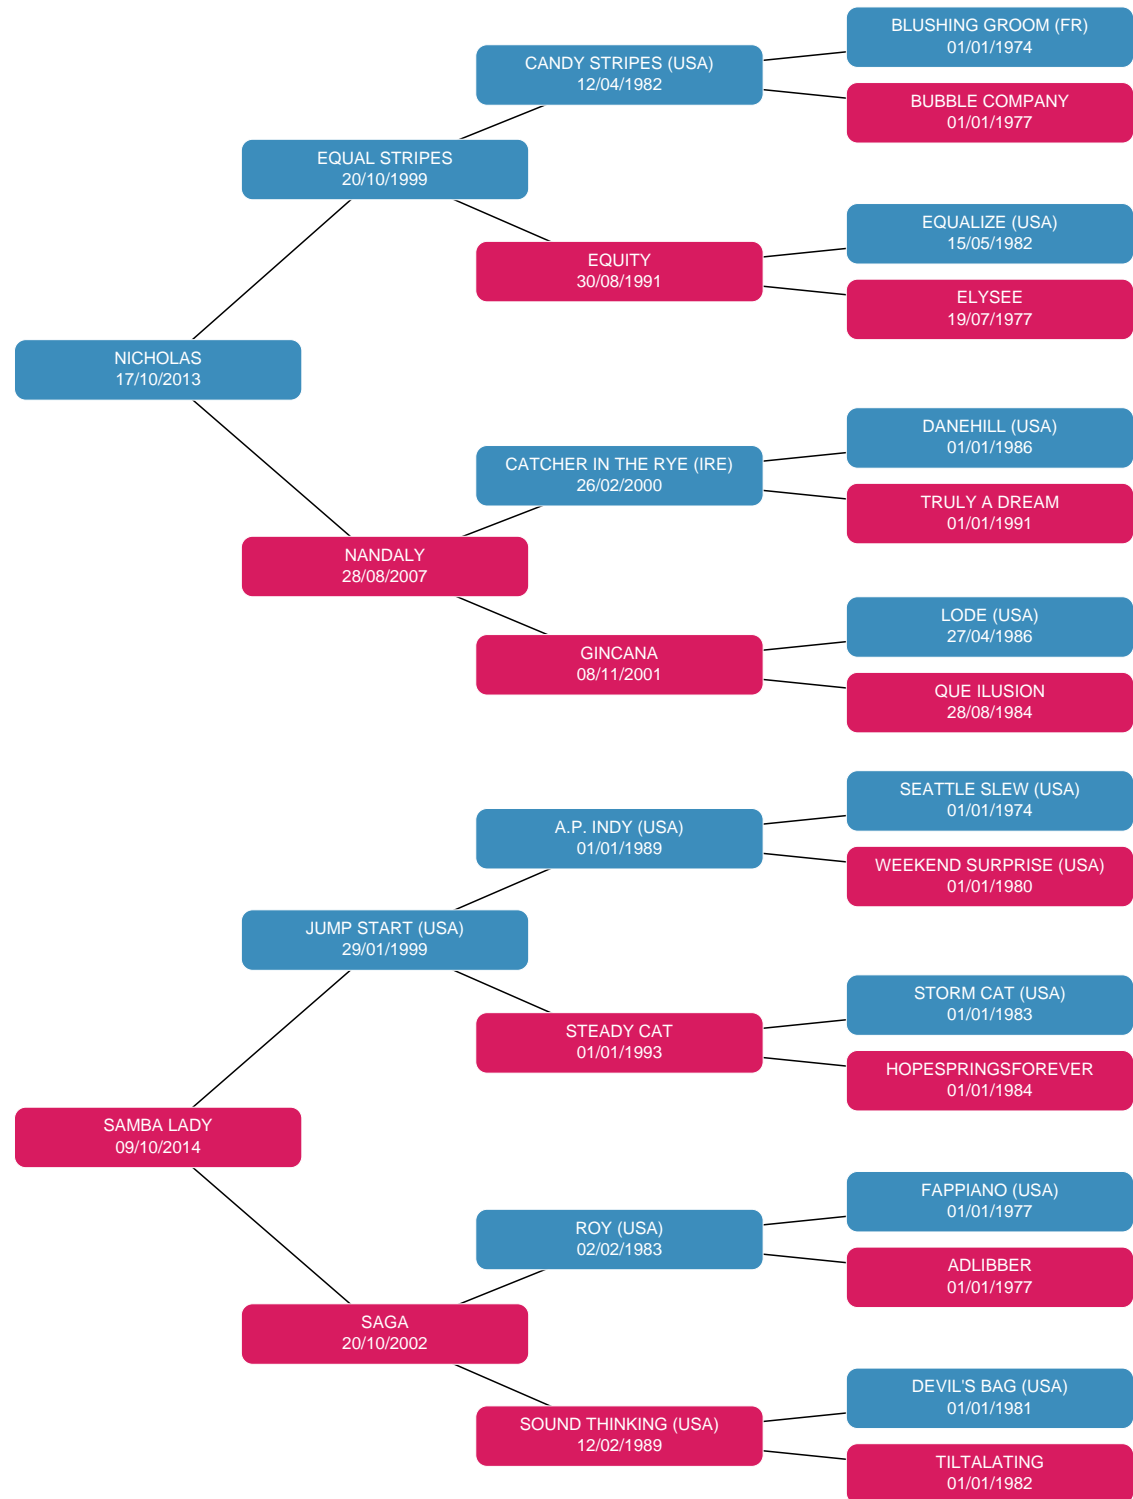 BLUSHING GROOM (FR)
01/01/1974
CANDY STRIPES (USA)
12/04/1982
BUBBLE COMPANY
01/01/1977
EQUAL STRIPES
20/10/1999
EQUALIZE (USA)
15/05/1982
EQUITY
30/08/1991
ELYSEE
19/07/1977
NICHOLAS
17/10/2013
DANEHILL (USA)
01/01/1986
CATCHER IN THE RYE (IRE)
26/02/2000
TRULY A DREAM
01/01/1991
NANDALY
28/08/2007
LODE (USA)
27/04/1986
GINCANA
08/11/2001
QUE ILUSION
28/08/1984
SEATTLE SLEW (USA)
01/01/1974
A.P. INDY (USA)
01/01/1989
WEEKEND SURPRISE (USA)
01/01/1980
JUMP START (USA)
29/01/1999
STORM CAT (USA)
01/01/1983
STEADY CAT
01/01/1993
HOPESPRINGSFOREVER
01/01/1984
SAMBA LADY
09/10/2014
FAPPIANO (USA)
01/01/1977
ROY (USA)
02/02/1983
ADLIBBER
01/01/1977
SAGA
20/10/2002
DEVIL'S BAG (USA)
01/01/1981
SOUND THINKING (USA)
12/02/1989
TILTALATING
01/01/1982